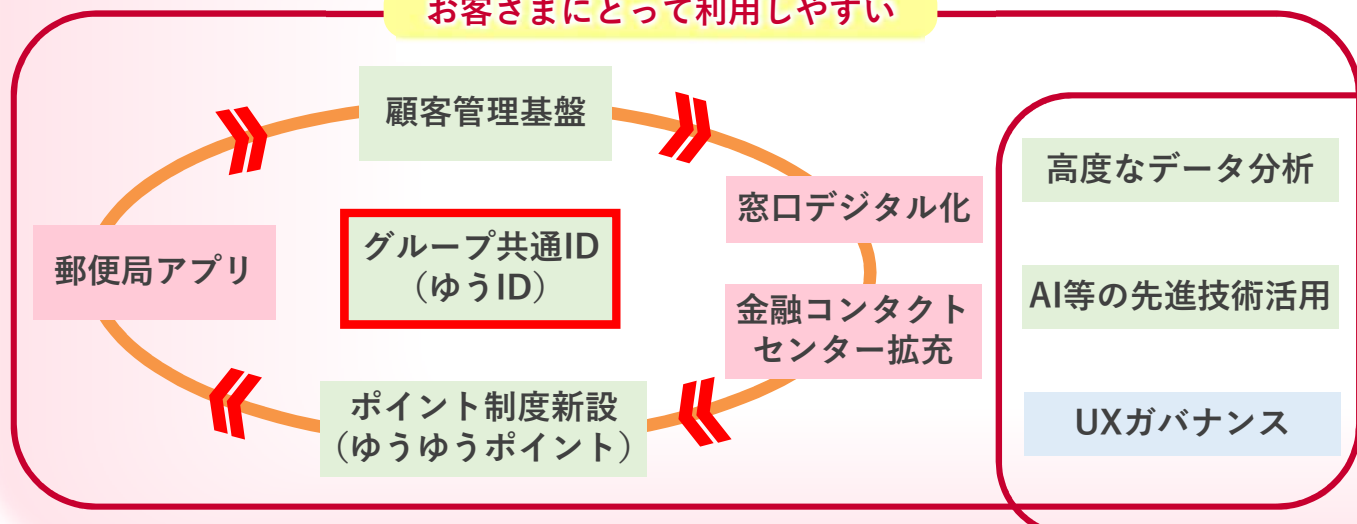 お客さまにとって利用しやすい
顧客管理基盤
窓口デジタル化
郵便局アプリ
グループ共通ID
（ゆうID）
金融コンタクト
センター拡充
ポイント制度新設
（ゆうゆうポイント）
高度なデータ分析
AI等の先進技術活用
UXガバナンス